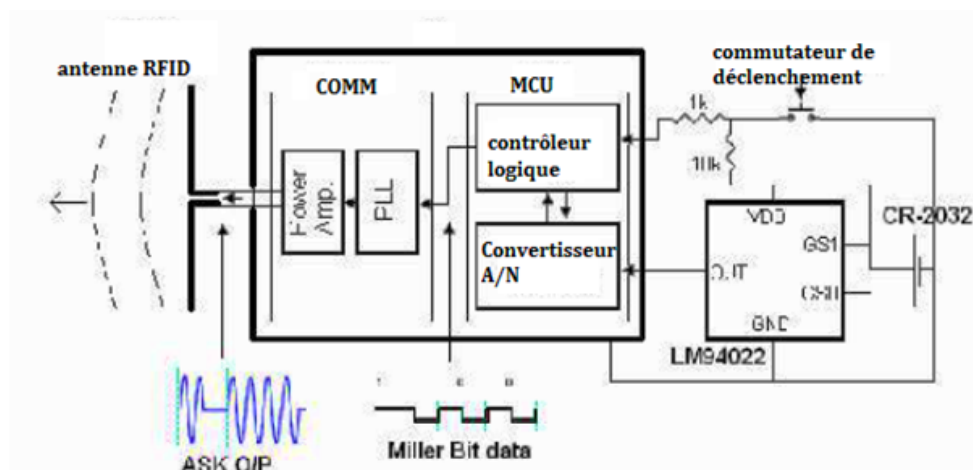 commutateur de
déclenchement
antenne RFID
COMM
MCU
1k
contrôleur
logique
10k
Power
Amp.
PLL
VDD
CR-2032
Convertisseur
A/N
GS1
OUT
GS0
GND
LM94022
Miller Bit data
ASK O/P